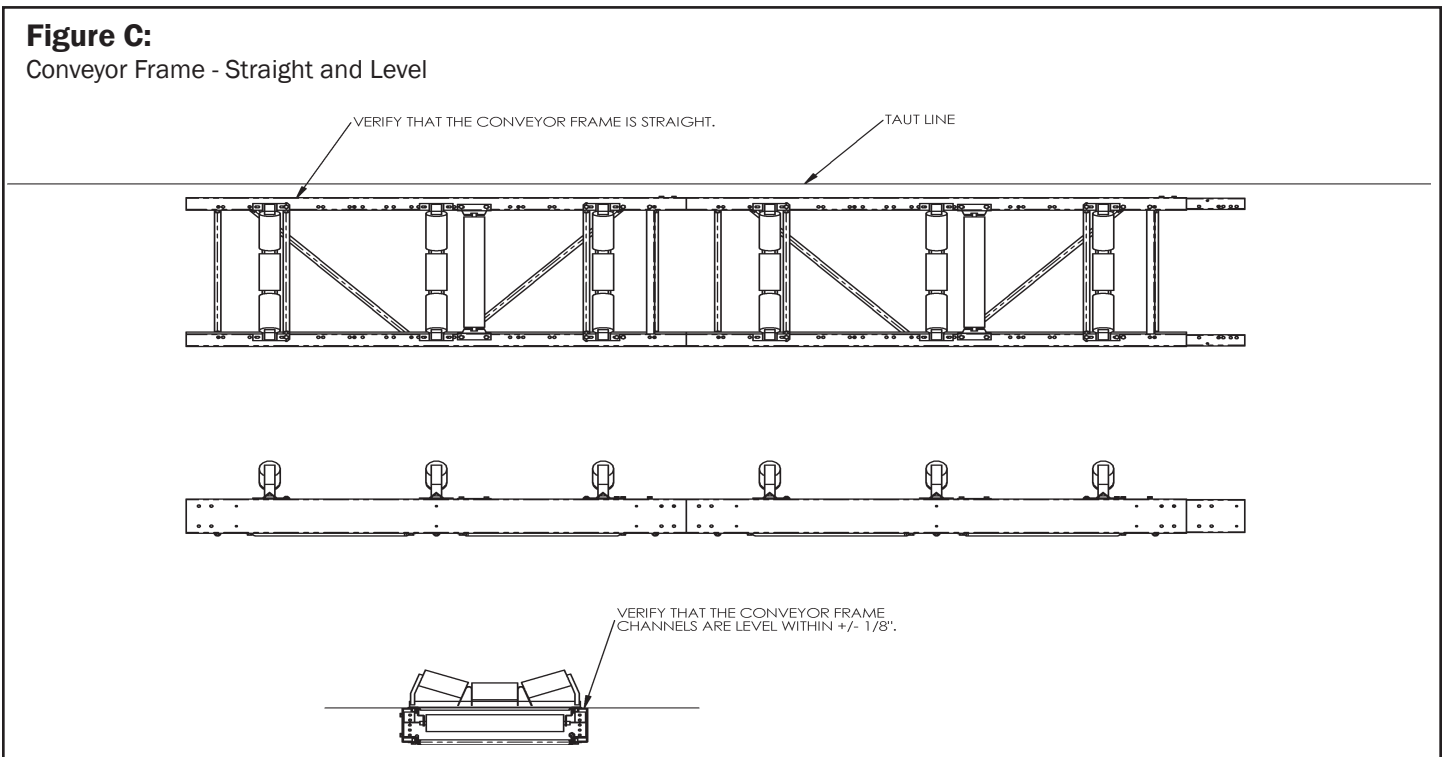 Figure C:
Conveyor Frame - Straight and Level
VERIFY THAT THE CONVEYOR FRAME IS STRAIGHT.
TAUT LINE
VERIFY THAT THE CONVEYOR FRAME
CHANNELS ARE LEVEL WITHIN +/- 1/8".